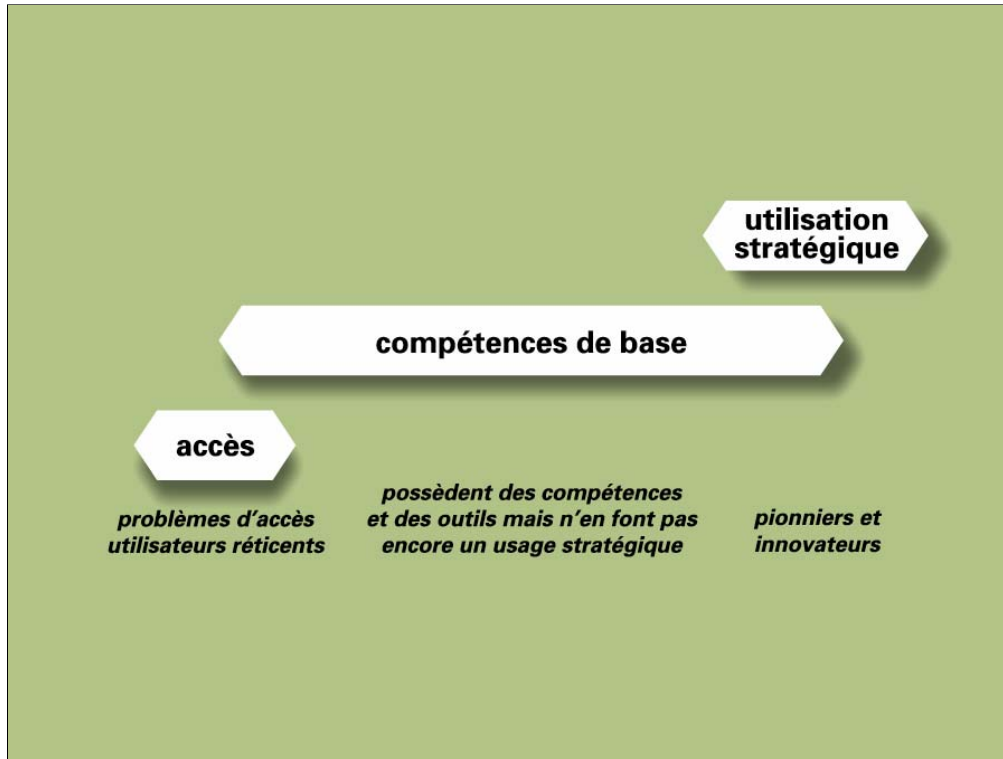 utilisation
stratégique
compétences de base
accès
problèmes d’accès
utilisateurs réticents
possèdent des compétences
et des outils mais n’en font pas
encore un usage stratégique
pionniers et
innovateurs